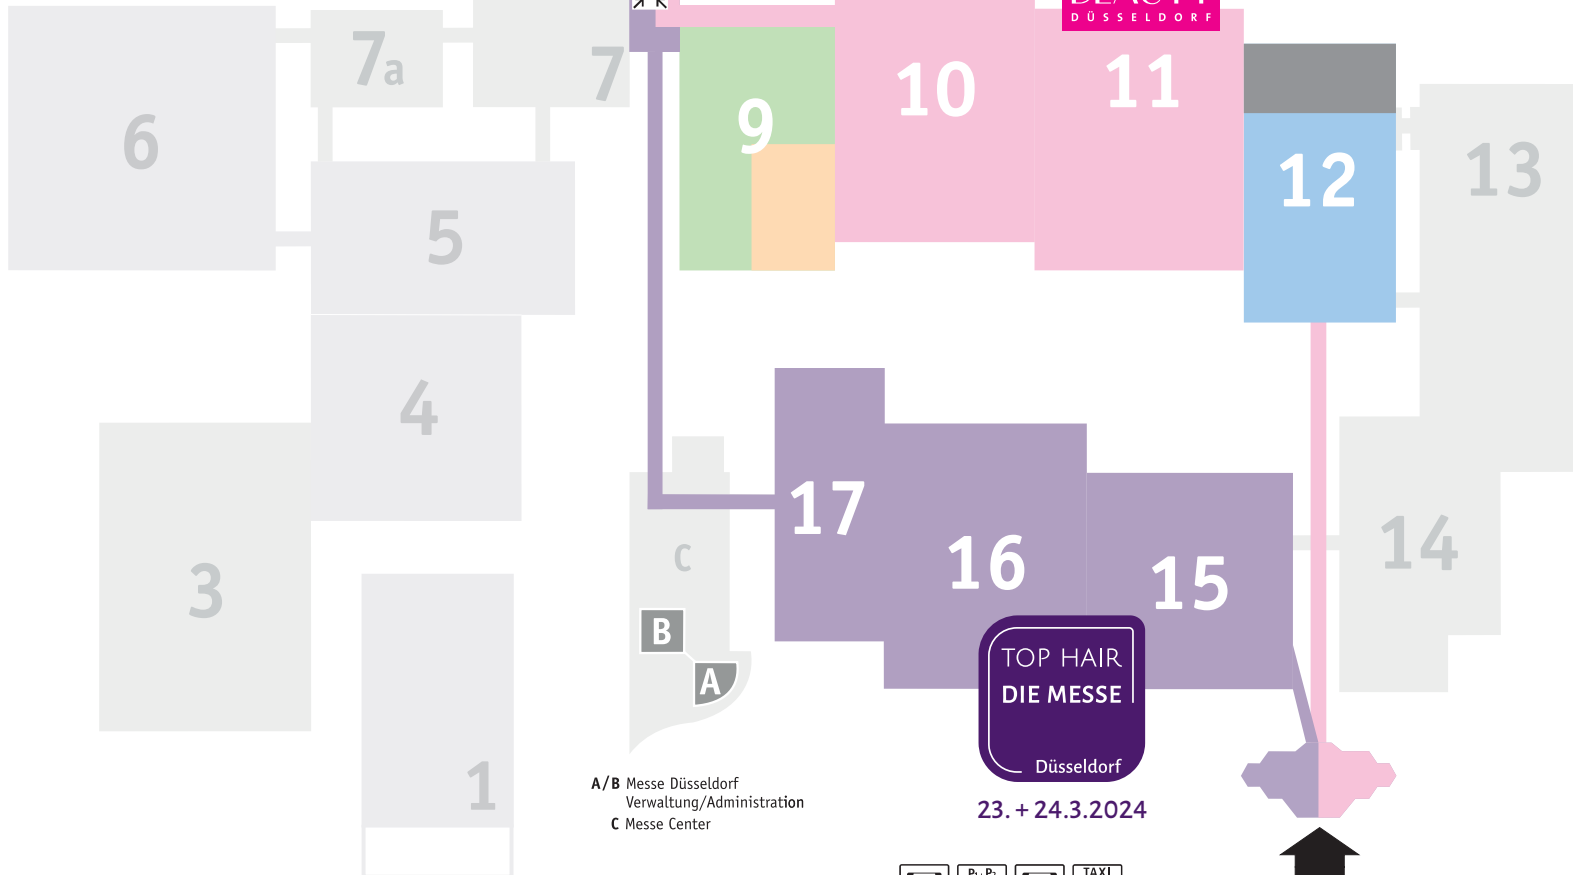 BEAUTY
DÜSSELDORF
7a
7
6
5
4
3
1
9
10
11
12
13
14
15
16
17
C
B
A
TOP HAIR
DIE MESSE
Düsseldorf
23. + 24.3.2024
A/B Messe Düsseldorf
Verwaltung/Administration
C Messe Center
TAXI